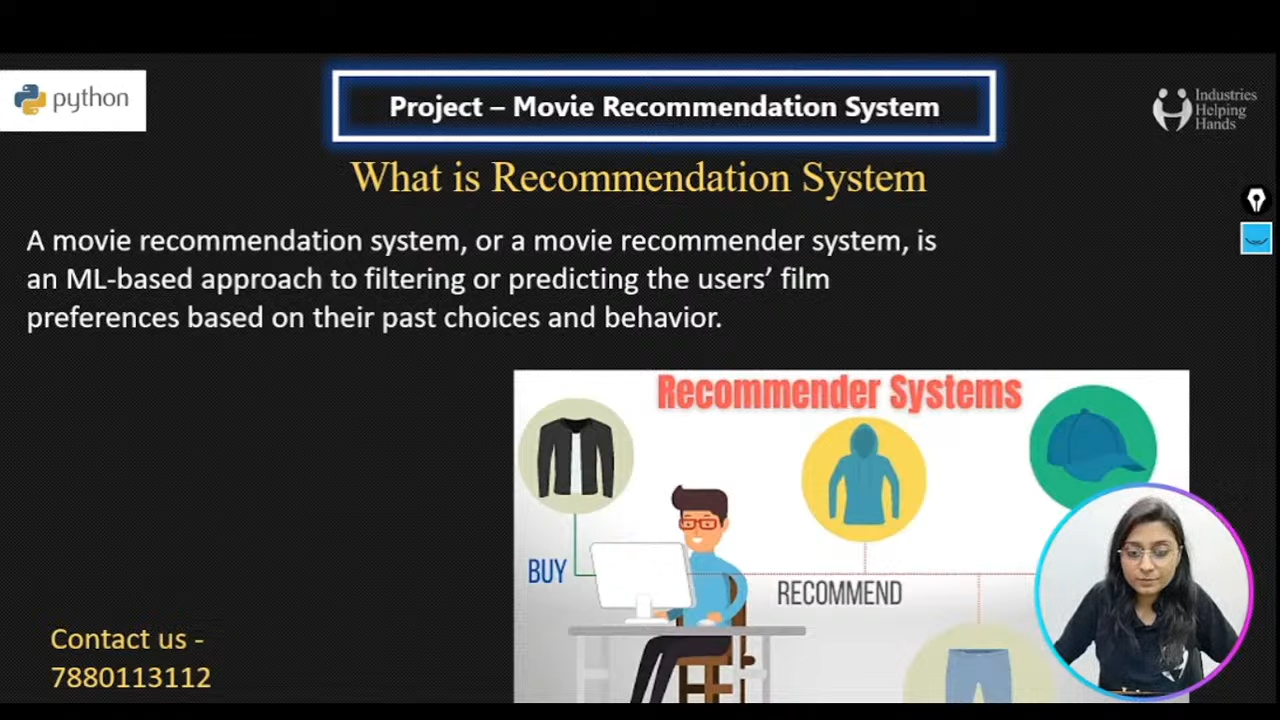 python
Project – Movie Recommendation System
Industries
Helping
Hands
What is Recommendation System
A movie recommendation system, or a movie recommender system, is
an ML-based approach to filtering or predicting the users’ film
preferences based on their past choices and behavior.
Recommender Systems
BUY
RECOMMEND
Contact us -
7880113112